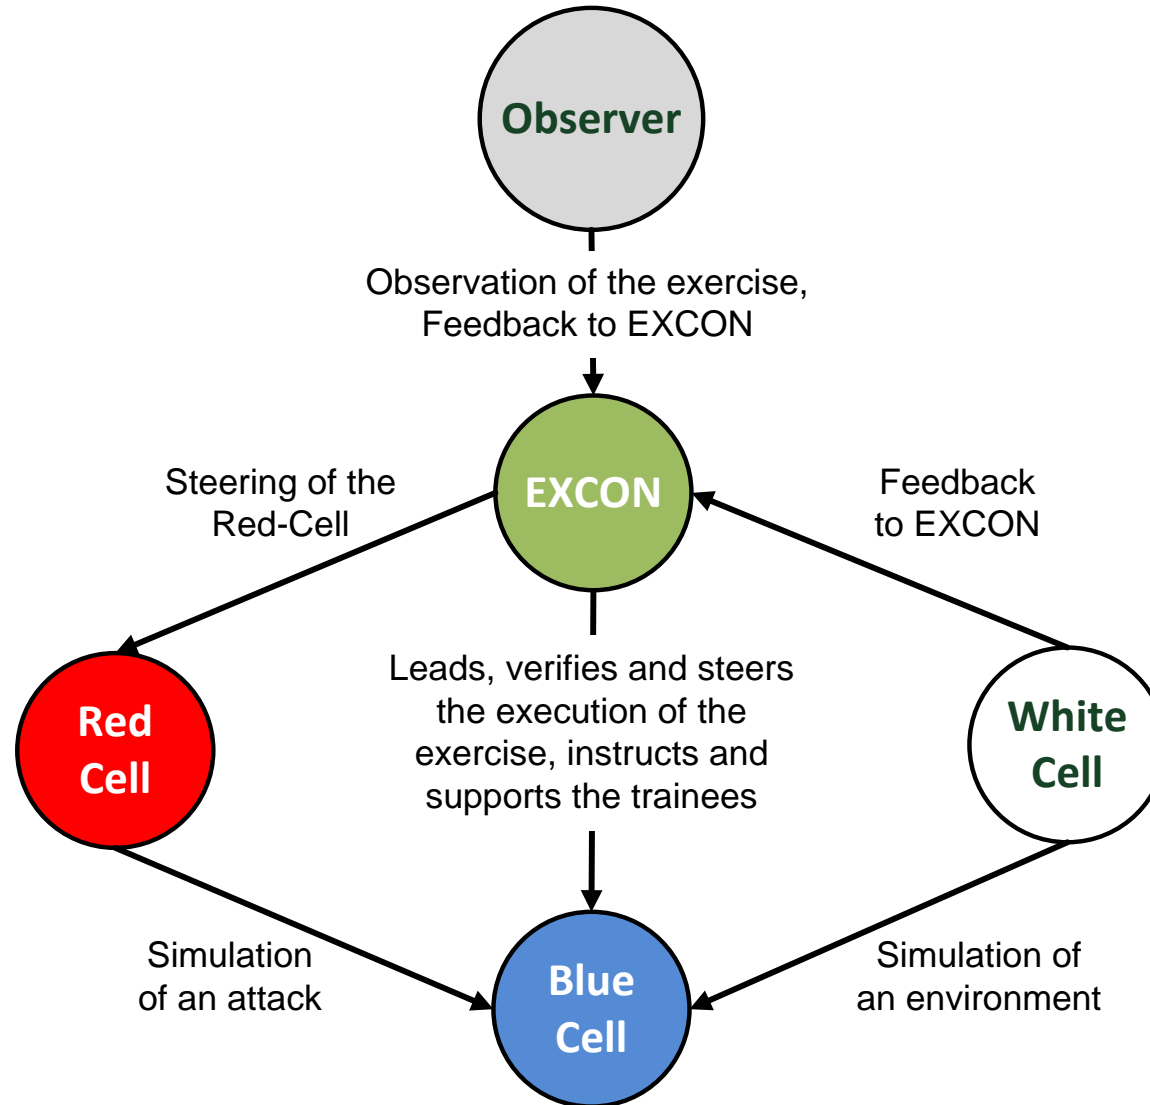 Observer
Observation of the exercise,
Feedback to EXCON
EXCON
Steering of the
Red-Cell
Feedback
to EXCON
Leads, verifies and steers
the execution of the
exercise, instructs and
supports the trainees
Red
Cell
White
Cell
Simulation
of an attack
Blue
Cell
Simulation of
an environment